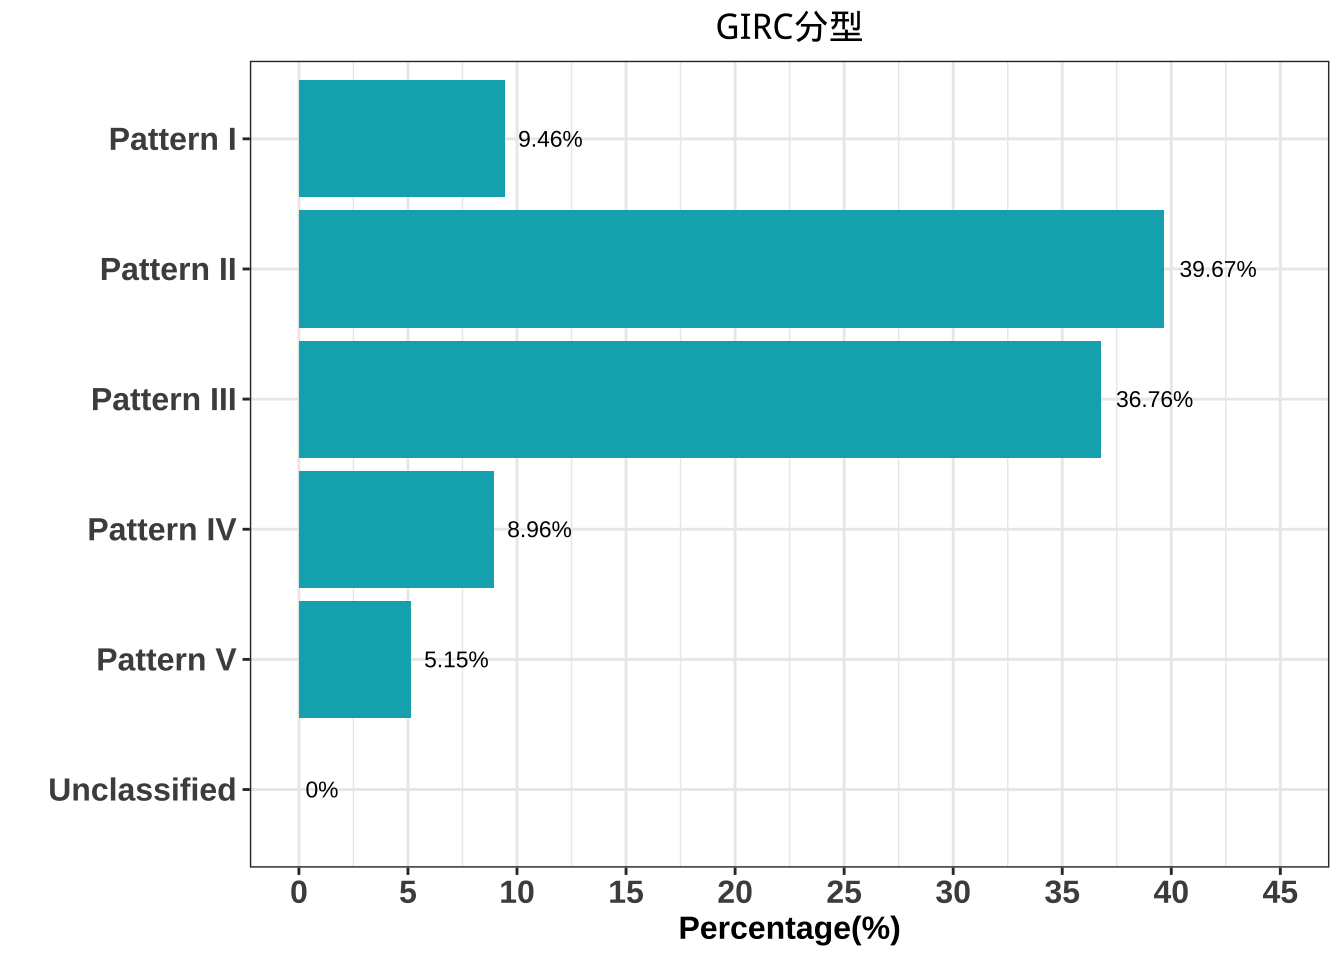 GIRC分型
Pattern I
9.46%
Pattern II
39.67%
Pattern III
36.76%
Pattern IV
8.96%
Pattern V
5.15%
Unclassified
0%
0 5 10 15 20 25 30 35 40 45
Percentage(%)